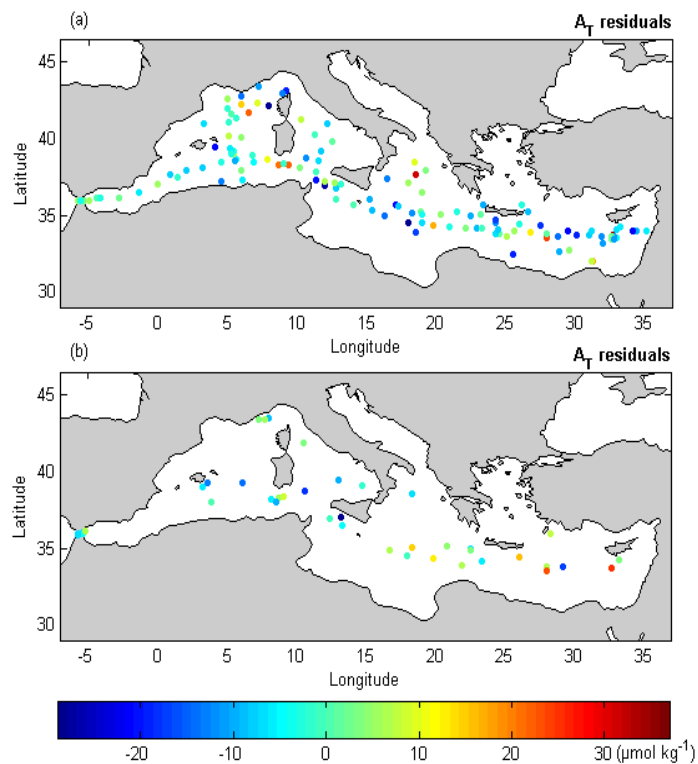 (a) A_T residuals
45
40
35
30
Latitude
-5 0 5 10 15 20 25 30 35
Longitude
(b) A_T residuals
45
40
35
30
Latitude
-5 0 5 10 15 20 25 30 35
Longitude
-20 -10 0 10 20 30 (µmol kg⁻¹)